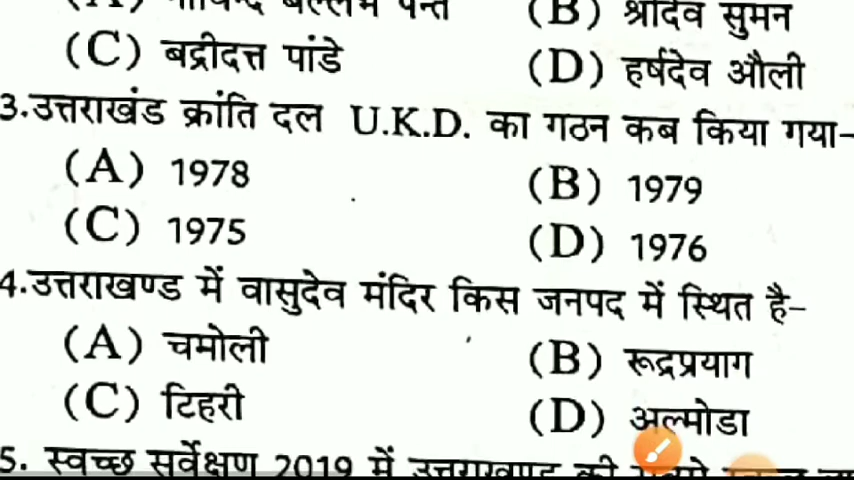 (B) श्रीदेव सुमन
(C) बद्रीदत्त पांडे (D) हर्षदेव औली
3.उत्तराखंड क्रांति दल U.K.D. का गठन कब किया गया-
(A) 1978 (B) 1979
(C) 1975 (D) 1976
4.उत्तराखण्ड में वासुदेव मंदिर किस जनपद में स्थित है-
(A) चमोली (B) रूद्रप्रयाग
(C) टिहरी (D) अल्मोडा
5. स्वच्छ सर्वेक्षण 2019 में